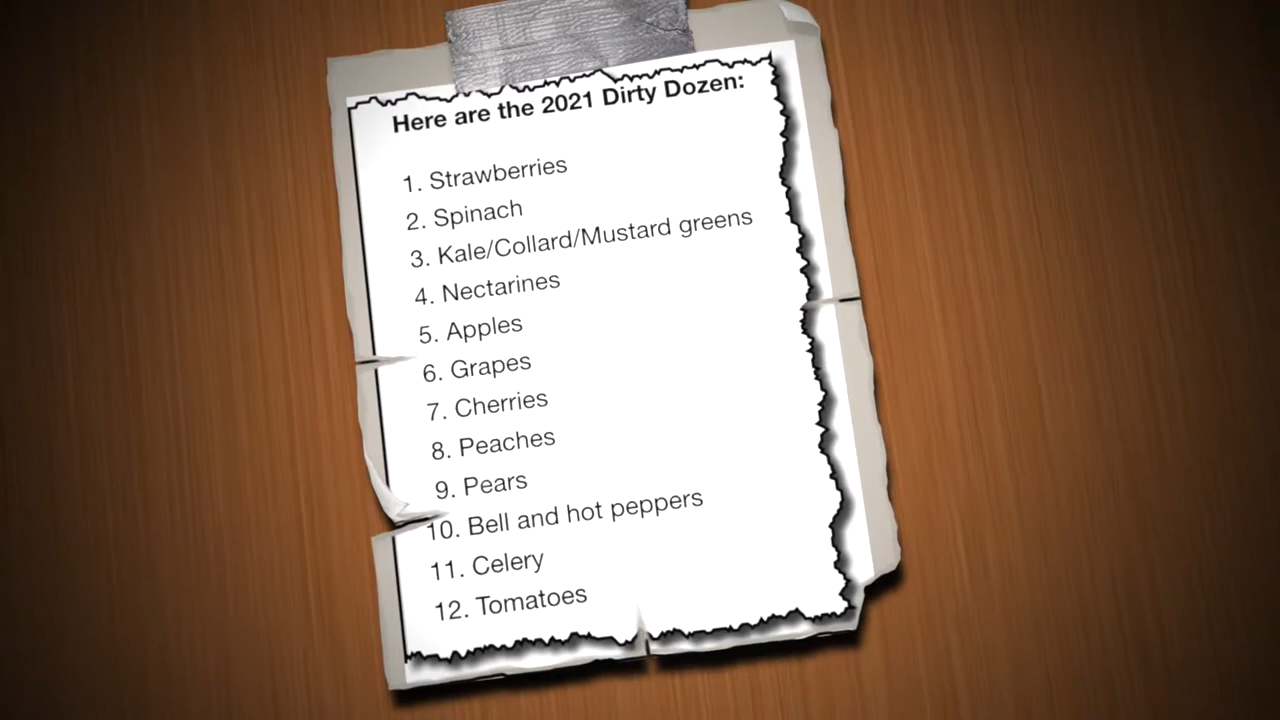 Here are the 2021 Dirty Dozen:
1. Strawberries
2. Spinach
3. Kale/Collard/Mustard greens
4. Nectarines
5. Apples
6. Grapes
7. Cherries
8. Peaches
9. Pears
10. Bell and hot peppers
11. Celery
12. Tomatoes